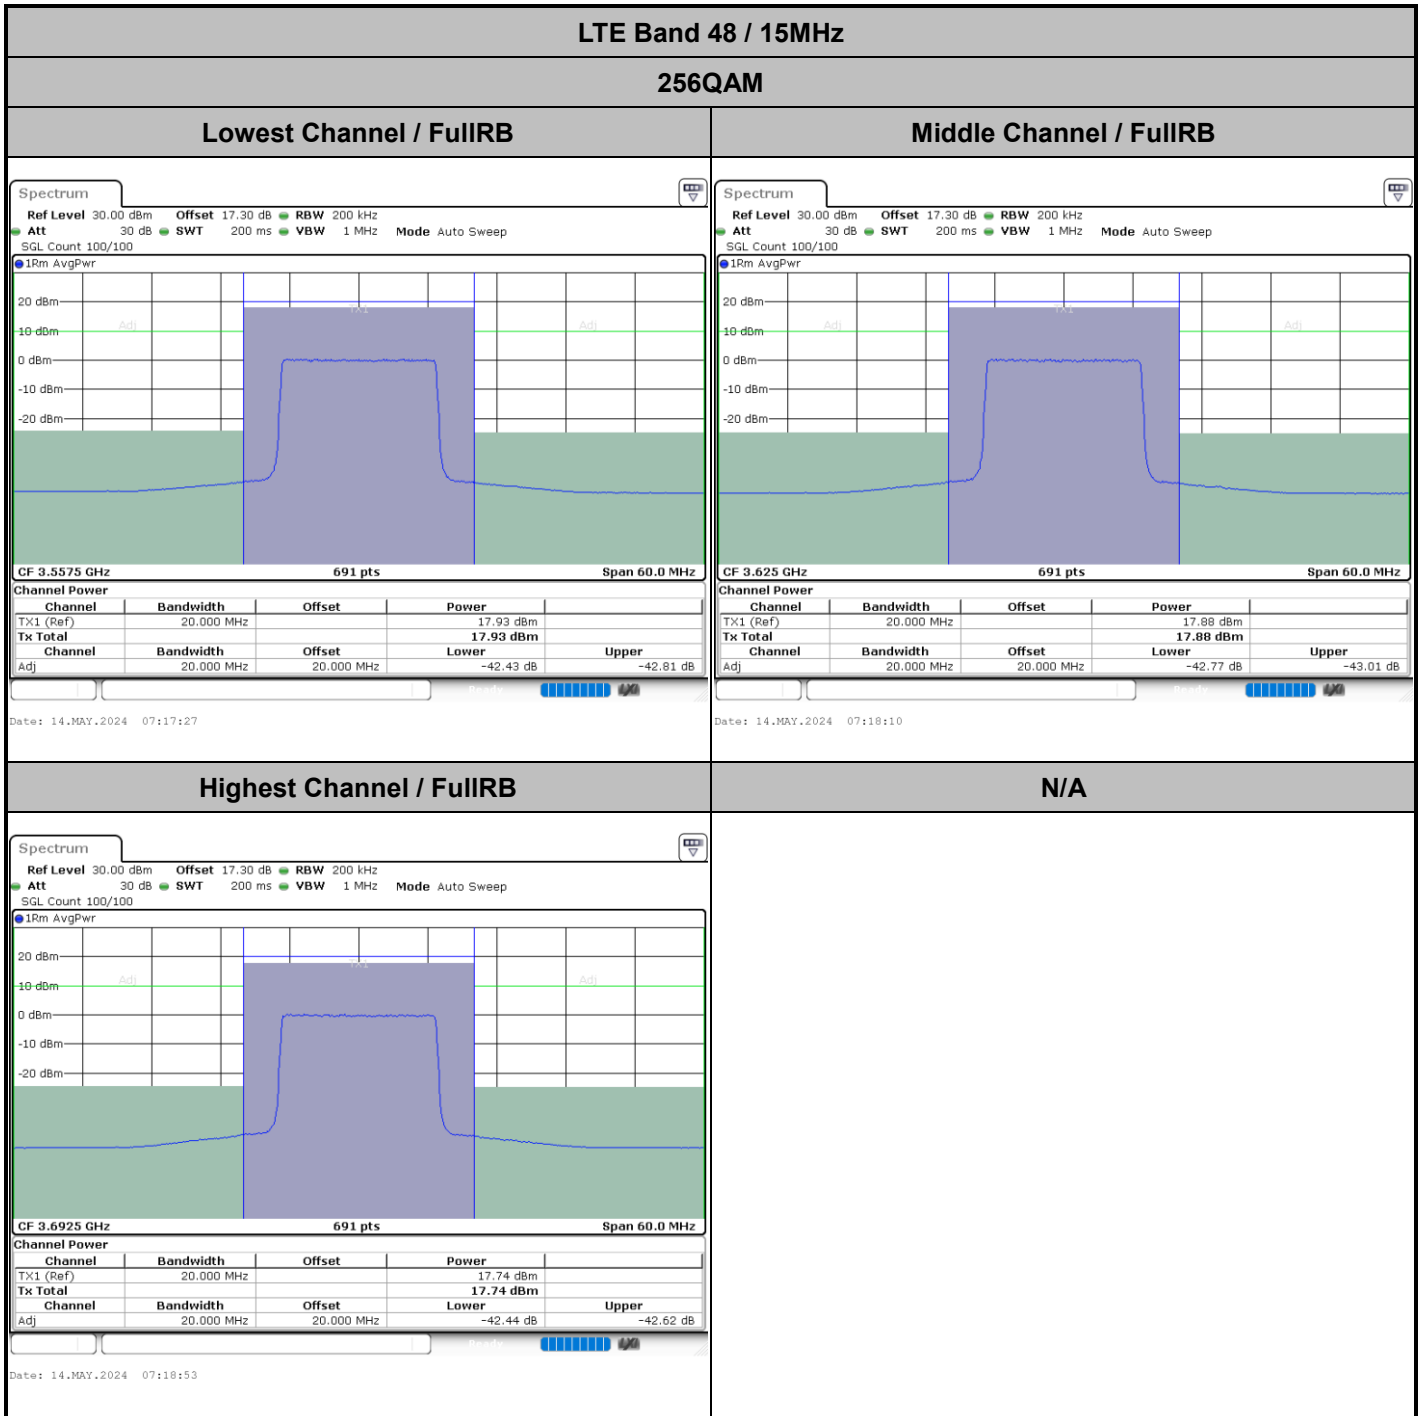 LTE Band 48 / 15MHz
256QAM
Lowest Channel / FullRB
Middle Channel / FullRB
Spectrum
Ref Level 30.00 dBm Offset 17.30 dB RBW 200 kHz
Att 30 dB SWT 200 ms VBW 1 MHz Mode Auto Sweep
SGL Count 100/100
1Rm AvgPwr
TX1
20 dBm
Adj Adj
10 dBm
0 dBm
-10 dBm
-20 dBm
CF 3.5575 GHz 691 pts Span 60.0 MHz
Channel Power
Channel Bandwidth Offset Power
TX1 (Ref) 20.000 MHz 17.93 dBm
Tx Total 17.93 dBm
Channel Bandwidth Offset Lower Upper
Adj 20.000 MHz 20.000 MHz -42.43 dB -42.81 dB
Ready
Date: 14.MAY.2024 07:17:27
Spectrum
Ref Level 30.00 dBm Offset 17.30 dB RBW 200 kHz
Att 30 dB SWT 200 ms VBW 1 MHz Mode Auto Sweep
SGL Count 100/100
1Rm AvgPwr
TX1
20 dBm
Adj Adj
10 dBm
0 dBm
-10 dBm
-20 dBm
CF 3.625 GHz 691 pts Span 60.0 MHz
Channel Power
Channel Bandwidth Offset Power
TX1 (Ref) 20.000 MHz 17.88 dBm
Tx Total 17.88 dBm
Channel Bandwidth Offset Lower Upper
Adj 20.000 MHz 20.000 MHz -42.77 dB -43.01 dB
Ready
Date: 14.MAY.2024 07:18:10
Highest Channel / FullRB
N/A
Spectrum
Ref Level 30.00 dBm Offset 17.30 dB RBW 200 kHz
Att 30 dB SWT 200 ms VBW 1 MHz Mode Auto Sweep
SGL Count 100/100
1Rm AvgPwr
TX1
20 dBm
Adj Adj
10 dBm
0 dBm
-10 dBm
-20 dBm
CF 3.6925 GHz 691 pts Span 60.0 MHz
Channel Power
Channel Bandwidth Offset Power
TX1 (Ref) 20.000 MHz 17.74 dBm
Tx Total 17.74 dBm
Channel Bandwidth Offset Lower Upper
Adj 20.000 MHz 20.000 MHz -42.44 dB -42.62 dB
Ready
Date: 14.MAY.2024 07:18:53